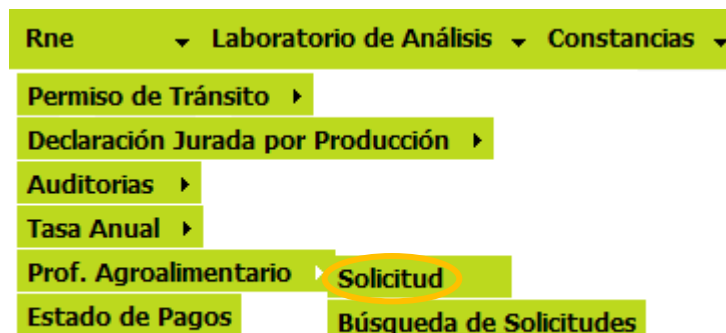 Rne Laboratorio de Análisis Constancias
Permiso de Tránsito
Declaración Jurada por Producción
Auditorias
Tasa Anual
Prof. Agroalimentario Solicitud
Estado de Pagos Búsqueda de Solicitudes